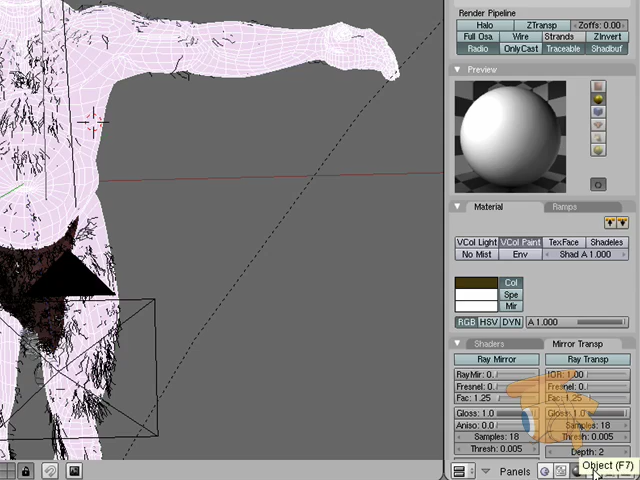 Render Pipeline
Halo ZTransp Zoffs: 0.00
Full Osa Wire Strands ZInvert
Radio OnlyCast Traceable Shadbuf
Preview
Material Ramps
VCol Light VCol Paint TexFace Shadeles
No Mist Env Shad A 1.000
Col
Spe
Mir
RGB HSV DYN A 1.000
Shaders Mirror Transp
Ray Mirror Ray Transp
RayMir: 0. IOR: 1.00
Fresnel: 0. Fresnel: 0.
Fac: 1.25 Fac: 1.25
Gloss: 1.0 Gloss: 1.0
Aniso: 0.0 Samples: 18
Samples: 18 Thresh: 0.005
Thresh: 0.005 Depth: 2
Object (F7)
Panels